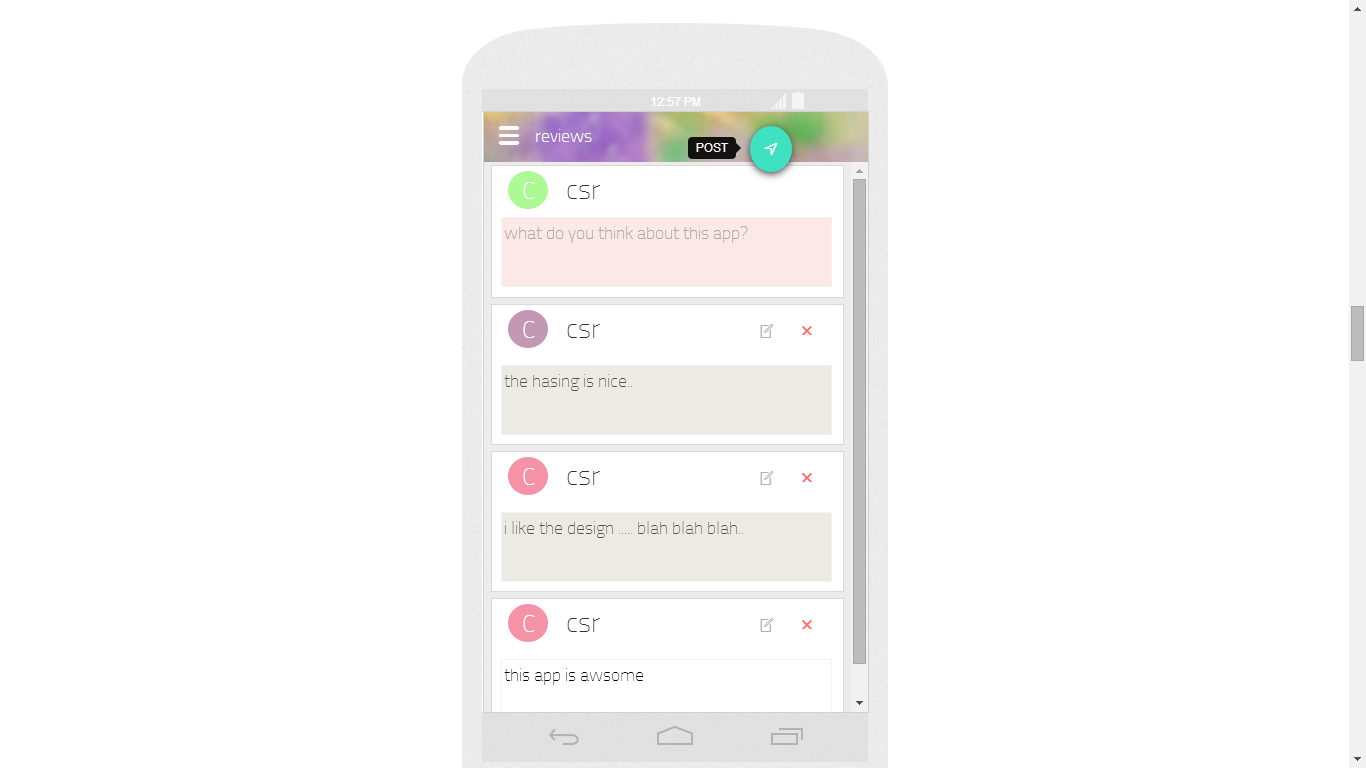 12:57 PM
reviews
POST
C csr
what do you think about this app?
C csr
the hasing is nice..
C csr
i like the design ..... blah blah blah..
C csr
this app is awsome